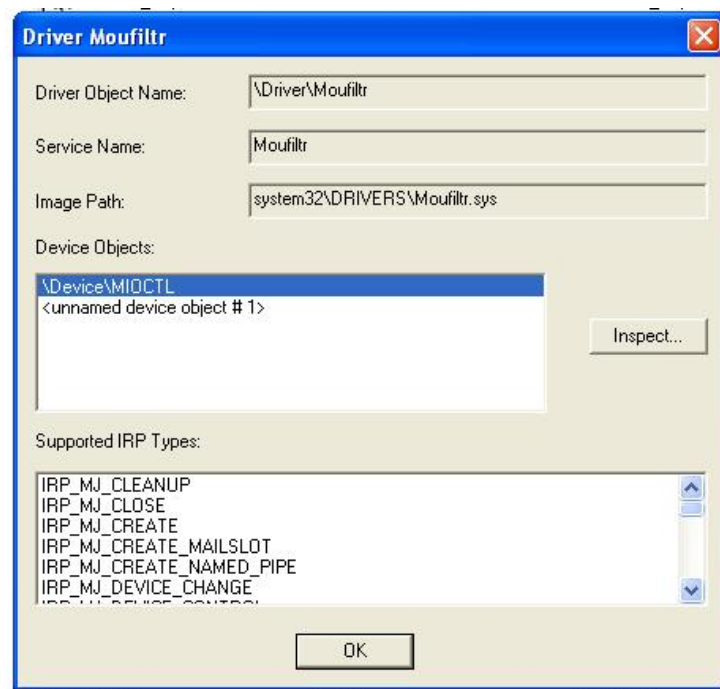 Driver Moufiltr
Driver Object Name: \Driver\Moufiltr
Service Name: Moufiltr
Image Path: system32\DRIVERS\Moufiltr.sys
Device Objects:
\Device\MIOCTL
<unnamed device object # 1>
Inspect...
Supported IRP Types:
IRP_MJ_CLEANUP
IRP_MJ_CLOSE
IRP_MJ_CREATE
IRP_MJ_CREATE_MAILSLOT
IRP_MJ_CREATE_NAMED_PIPE
IRP_MJ_DEVICE_CHANGE
IRP_MJ_DEVICE_CONTROL
OK